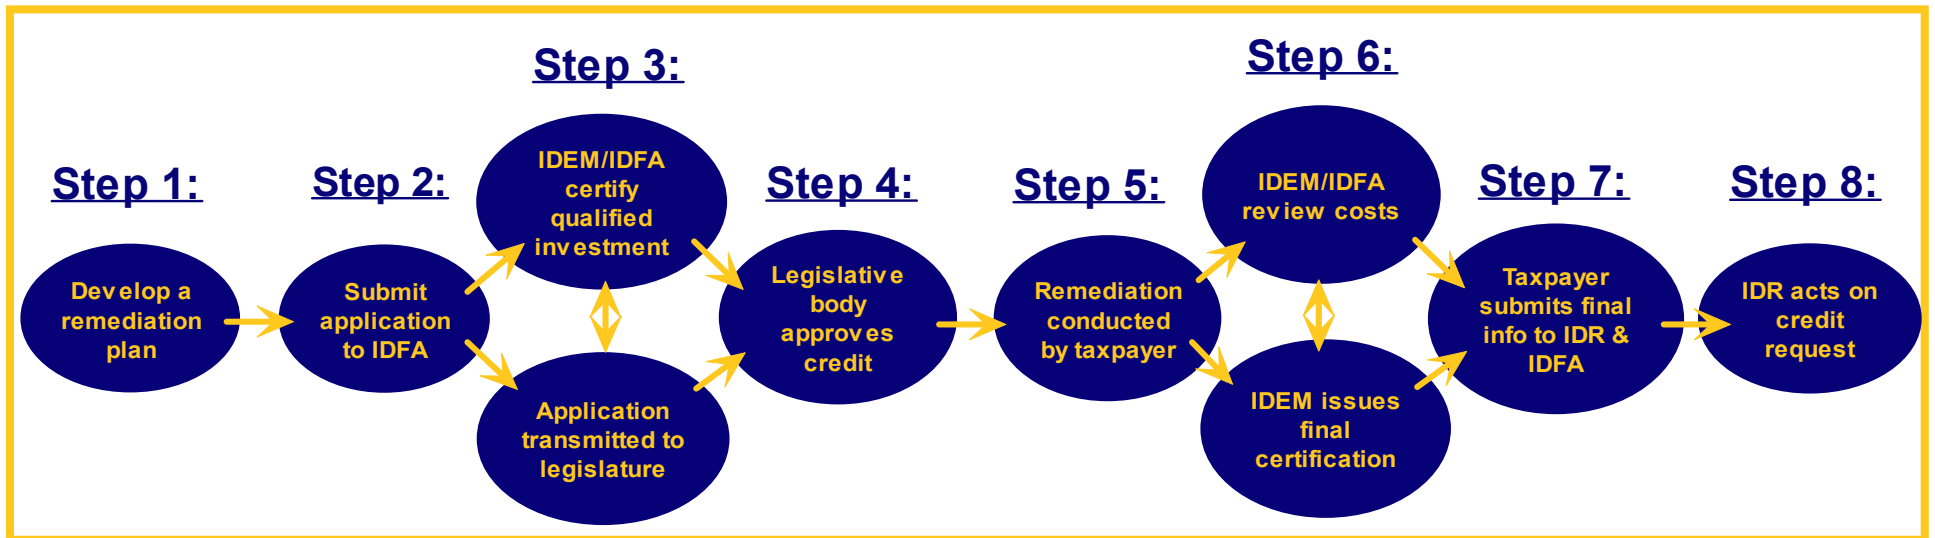 Step 1:
Develop a
remediation
plan
Step 2:
Submit
application
to IDFA
Step 3:
IDEM/IDFA
certify
qualified
investment
Application
transmitted to
legislature
Step 4:
Legislative
body
approves
credit
Step 5:
Remediation
conducted
by taxpayer
Step 6:
IDEM/IDFA
review costs
IDEM issues
final
certification
Step 7:
Taxpayer
submits final
info to IDR &
IDFA
Step 8:
IDR acts on
credit
request